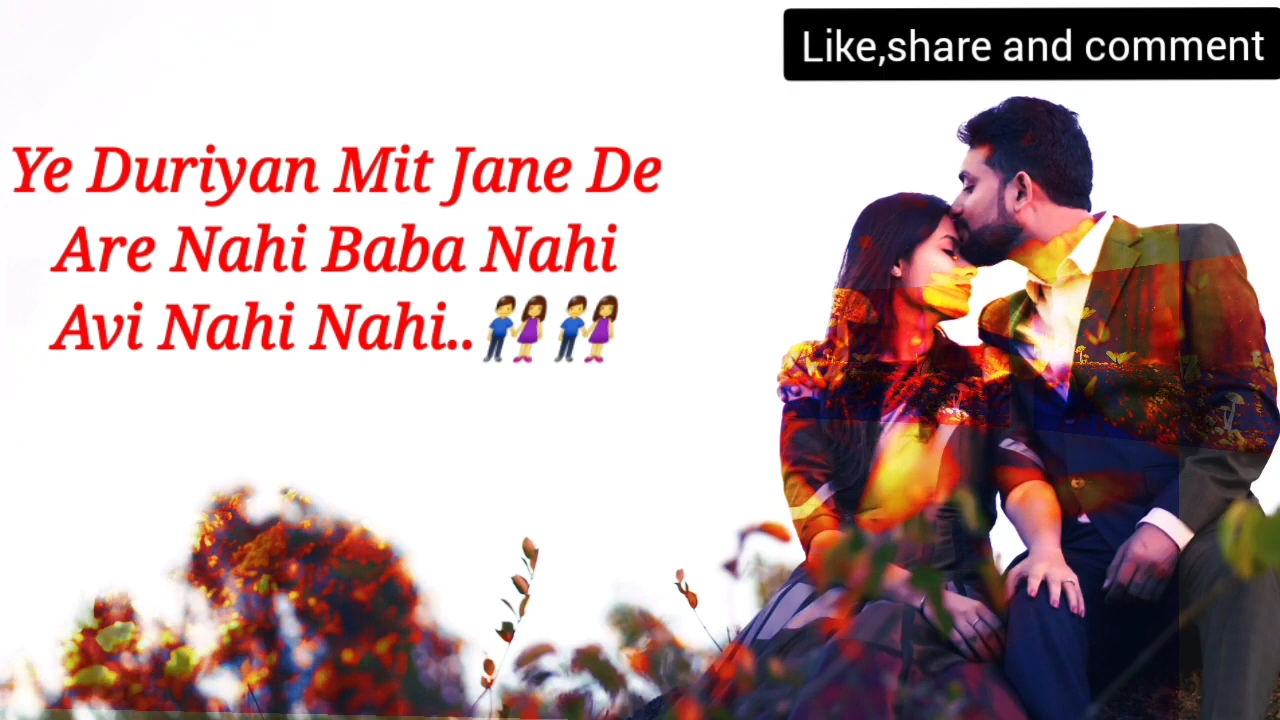 Like,share and comment
Ye Duriyan Mit Jane De
Are Nahi Baba Nahi
Avi Nahi Nahi..👫👫